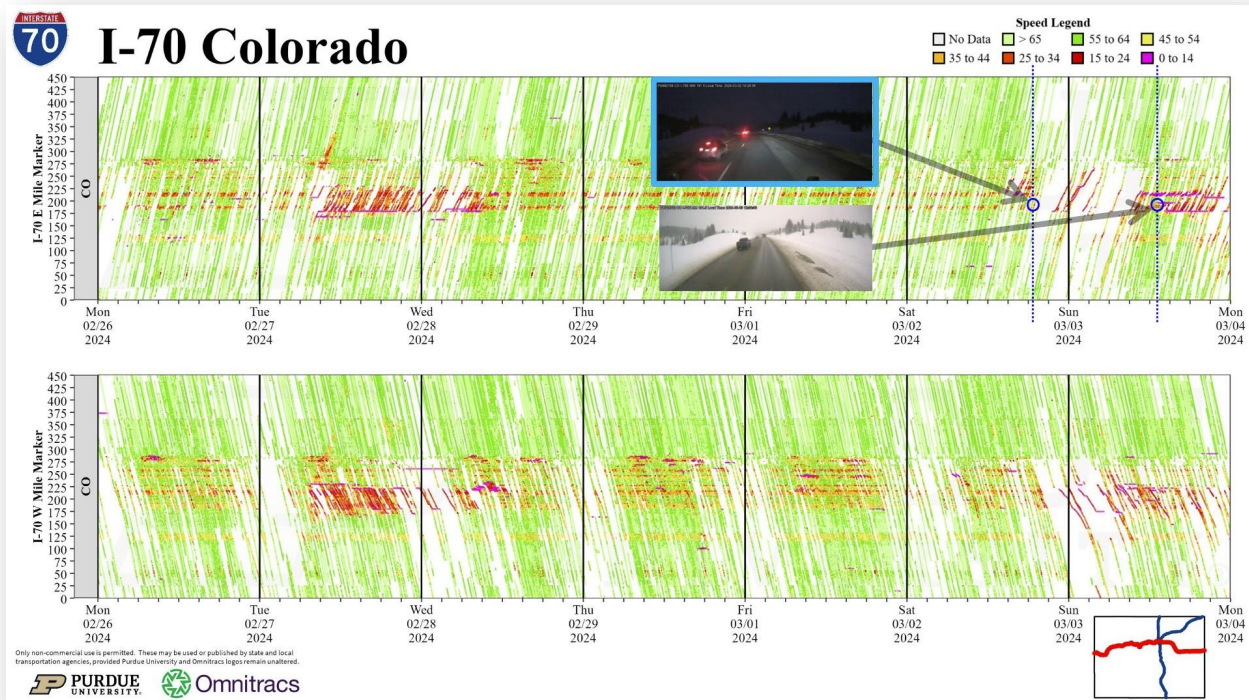 INTERSTATE
70
I-70 Colorado
Speed Legend
No Data > 65 55 to 64 45 to 54
35 to 44 25 to 34 15 to 24 0 to 14
I-70 E Mile Marker
CO
450
425
400
375
350
325
300
275
250
225
200
175
150
125
100
75
50
25
0
Mon Tue Wed Thu Fri Sat Sun Mon
02/26 02/27 02/28 02/29 03/01 03/02 03/03 03/04
2024 2024 2024 2024 2024 2024 2024 2024
I-70 W Mile Marker
CO
450
425
400
375
350
325
300
275
250
225
200
175
150
125
100
75
50
25
0
Mon Tue Wed Thu Fri Sat Sun Mon
02/26 02/27 02/28 02/29 03/01 03/02 03/03 03/04
2024 2024 2024 2024 2024 2024 2024 2024
Only non-commercial use is permitted. These may be used or published by state and local
transportation agencies, provided Purdue University and Omnitracs logos remain unaltered.
P PURDUE
UNIVERSITY.
Omnitracs